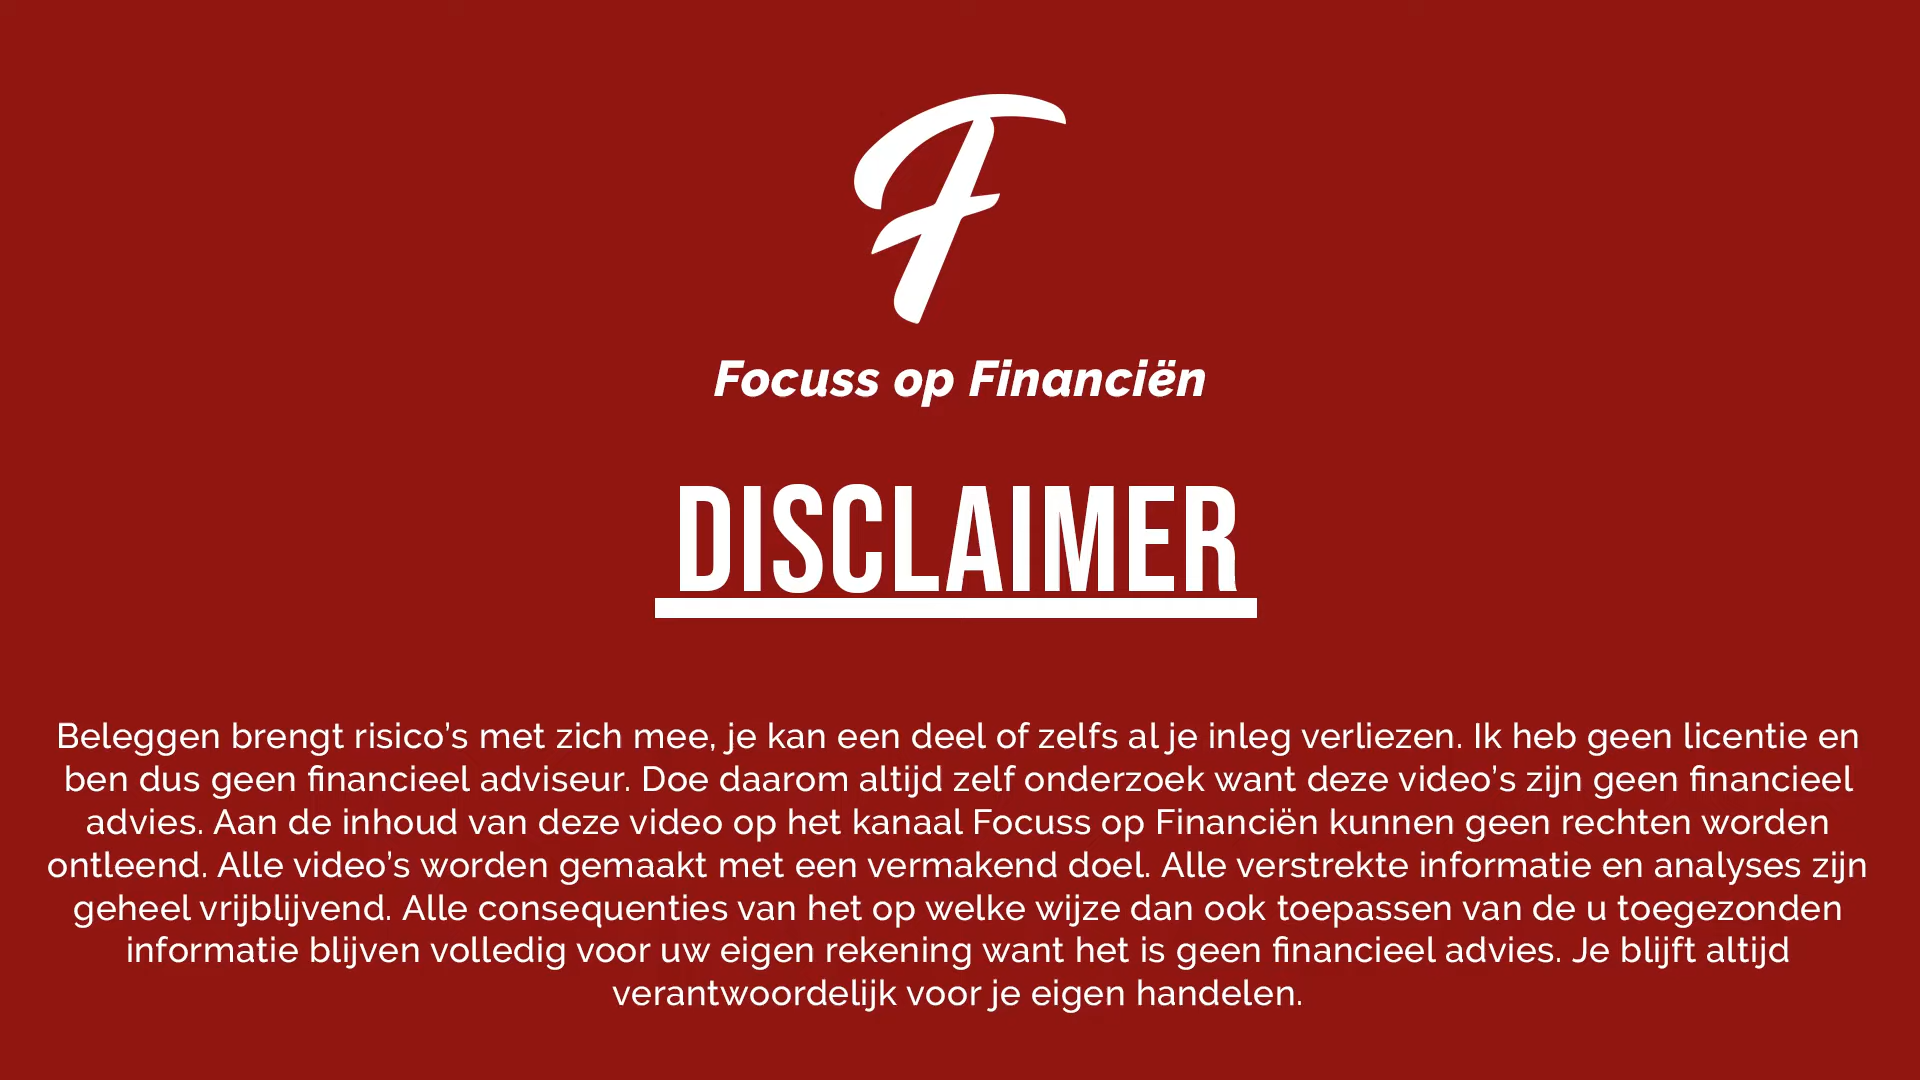 F
Focuss op Financiën
DISCLAIMER
Beleggen brengt risico’s met zich mee, je kan een deel of zelfs al je inleg verliezen. Ik heb geen licentie en
ben dus geen financieel adviseur. Doe daarom altijd zelf onderzoek want deze video’s zijn geen financieel
advies. Aan de inhoud van deze video op het kanaal Focuss op Financiën kunnen geen rechten worden
ontleend. Alle video’s worden gemaakt met een vermakend doel. Alle verstrekte informatie en analyses zijn
geheel vrijblijvend. Alle consequenties van het op welke wijze dan ook toepassen van de u toegezonden
informatie blijven volledig voor uw eigen rekening want het is geen financieel advies. Je blijft altijd
verantwoordelijk voor je eigen handelen.